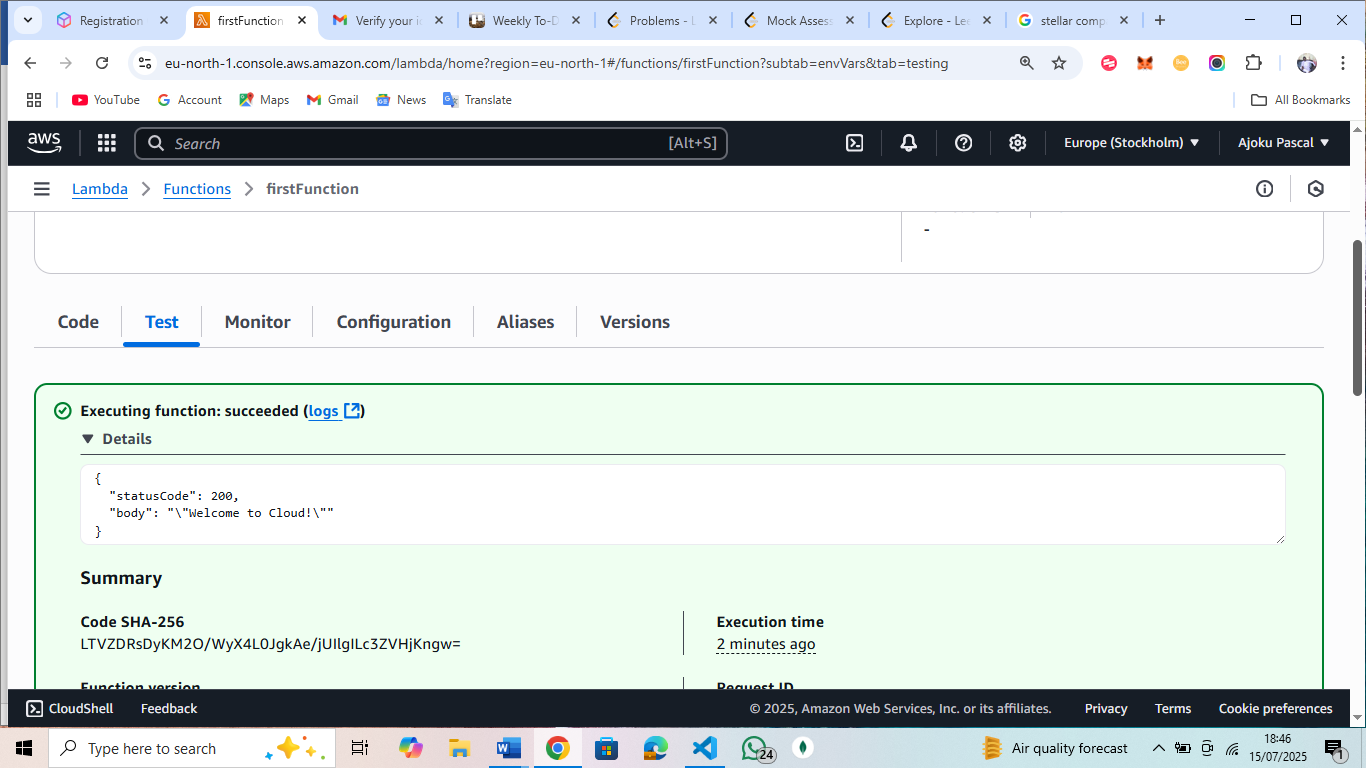 Registration
firstFunction
Verify your ic
Weekly To-D
Problems - L
Mock Assess
Explore - Lee
stellar comp
eu-north-1.console.aws.amazon.com/lambda/home?region=eu-north-1#/functions/firstFunction?subtab=envVars&tab=testing
YouTube
Account
Maps
Gmail
News
Translate
All Bookmarks
aws
Search
[Alt+S]
Europe (Stockholm)
Ajoku Pascal
Lambda
Functions
firstFunction
-
Code
Test
Monitor
Configuration
Aliases
Versions
Executing function: succeeded (logs)
Details
{
"statusCode": 200,
"body": "\"Welcome to Cloud!\""
}
Summary
Code SHA-256
LTVZDRsDyKM2O/WyX4L0JgkAe/jUIlgILc3ZVHjKngw=
Execution time
2 minutes ago
Function version
Request ID
CloudShell
Feedback
© 2025, Amazon Web Services, Inc. or its affiliates.
Privacy
Terms
Cookie preferences
Type here to search
24
Air quality forecast
18:46
15/07/2025
1